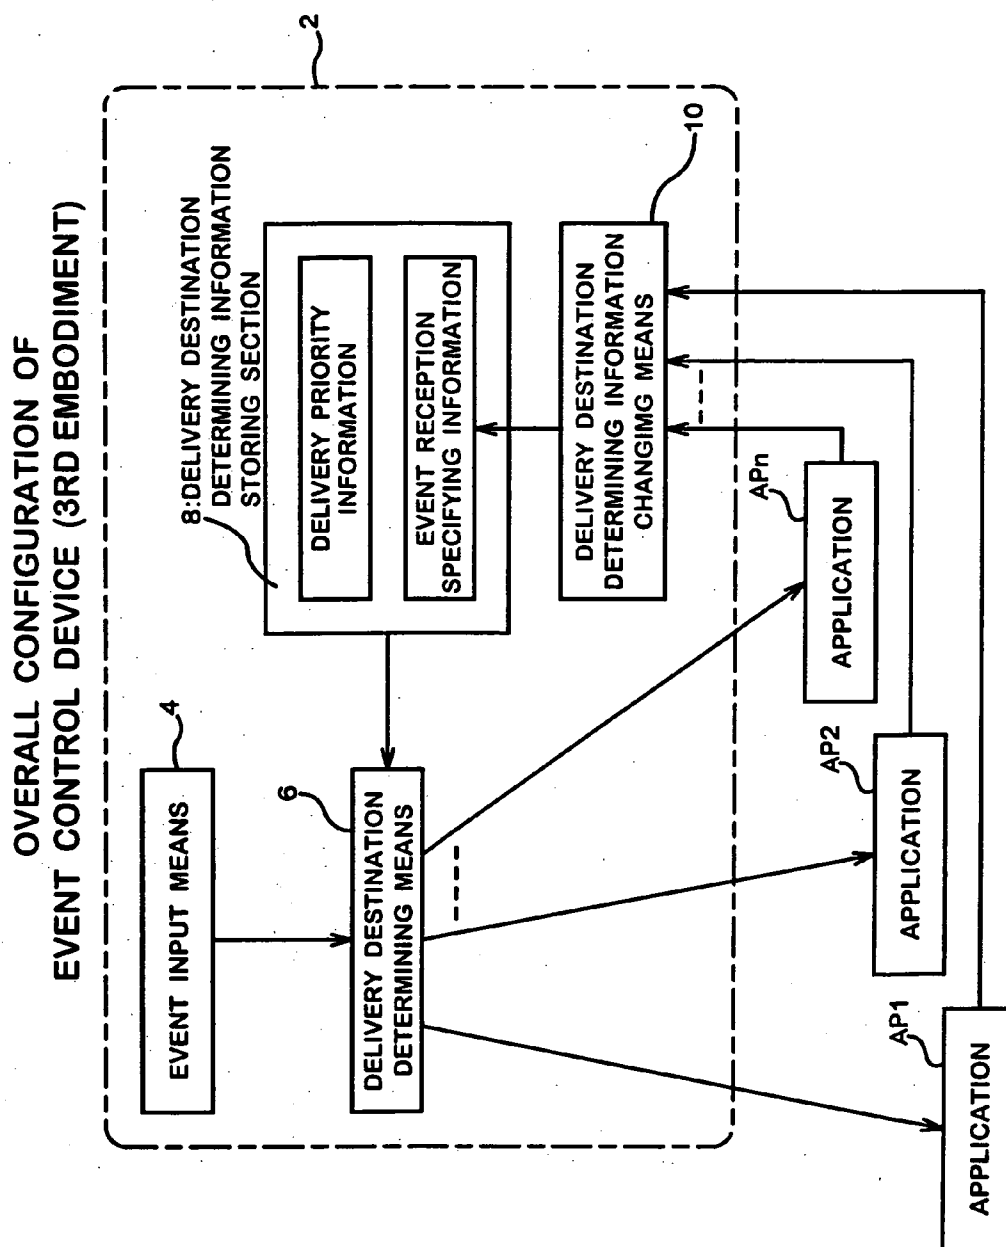 OVERALL CONFIGURATION OF
EVENT CONTROL DEVICE (3RD EMBODIMENT)
2
4
EVENT INPUT MEANS
8:DELIVERY DESTINATION
DETERMINING INFORMATION
STORING SECTION
DELIVERY PRIORITY
INFORMATION
EVENT RECEPTION
SPECIFYING INFORMATION
6
DELIVERY DESTINATION
DETERMINING MEANS
10
DELIVERY DESTINATION
DETERMINING INFORMATION
CHANGIMG MEANS
AP1
APPLICATION
AP2
APPLICATION
APn
APPLICATION